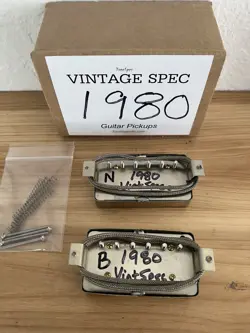 VINTAGE SPEC
1980
Guitar Pickups
N 1980
VintSpec
B 1980
VintSpec